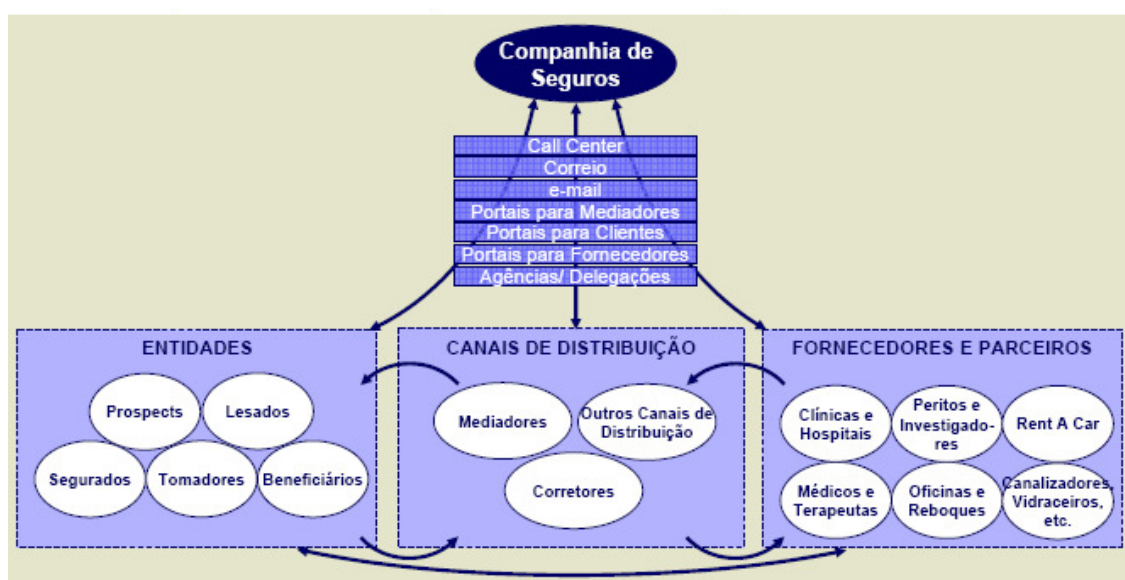 Companhia de
Seguros
Call Center
Correio
e-mail
Portais para Mediadores
Portais para Clientes
Portais para Fornecedores
Agências/ Delegações
ENTIDADES
Prospects
Lesados
Segurados
Tomadores
Beneficiários
CANAIS DE DISTRIBUIÇÃO
Mediadores
Outros Canais de
Distribuição
Corretores
FORNECEDORES E PARCEIROS
Clínicas e
Hospitais
Peritos e
Investigado-
res
Rent A Car
Médicos e
Terapeutas
Oficinas e
Reboques
Canalizadores,
Vidraceiros,
etc.